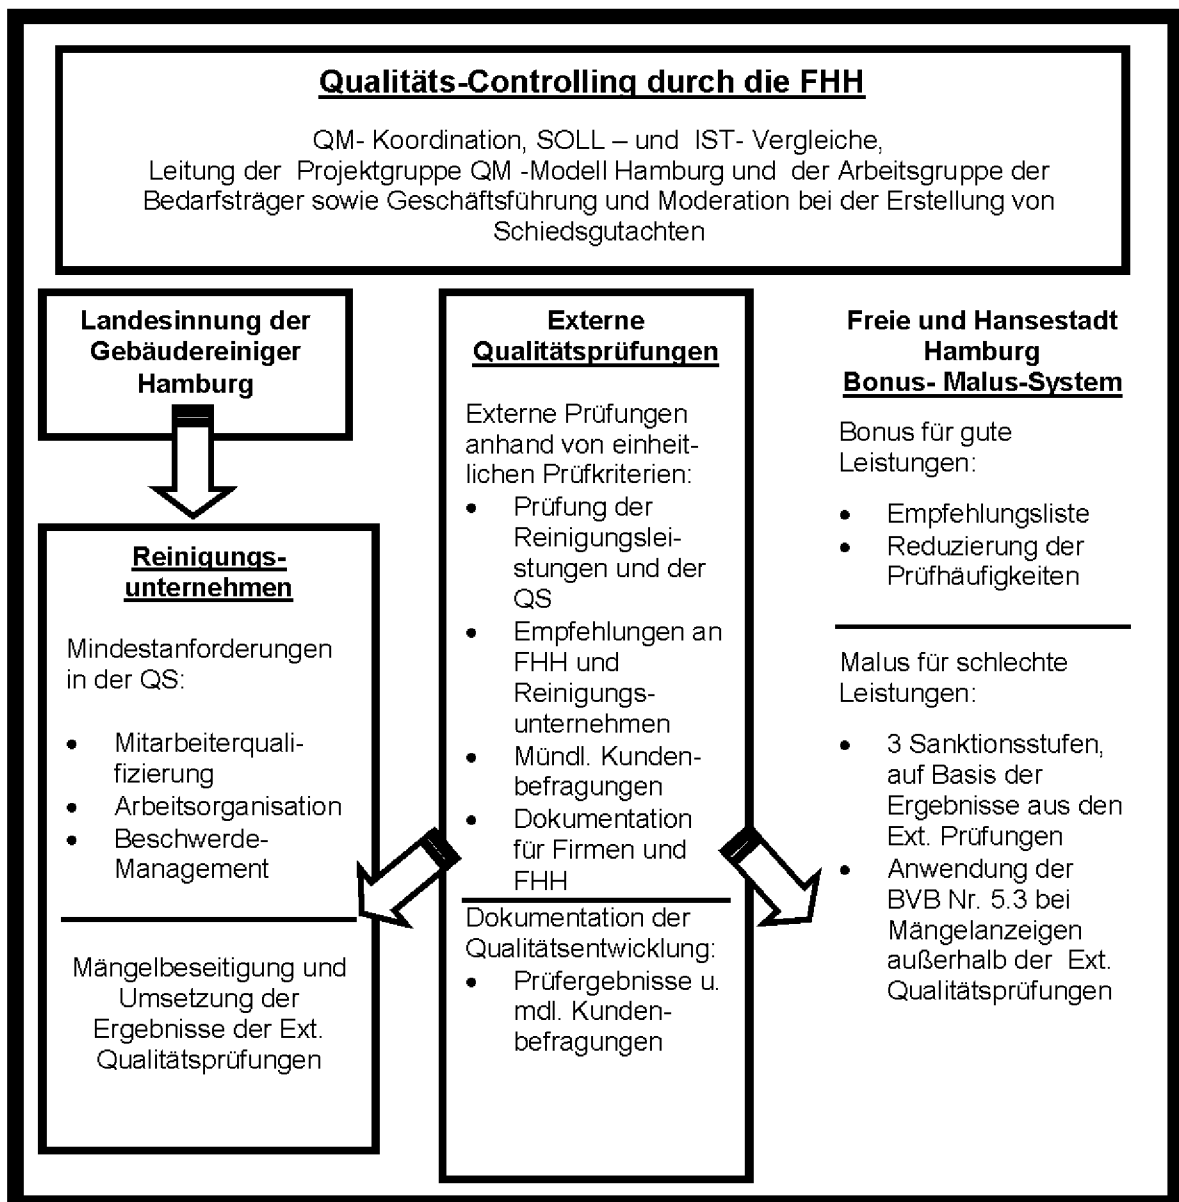 Qualitäts-Controlling durch die FHH
QM- Koordination, SOLL – und IST- Vergleiche,
Leitung der Projektgruppe QM -Modell Hamburg und der Arbeitsgruppe der
Bedarfsträger sowie Geschäftsführung und Moderation bei der Erstellung von
Schiedsgutachten
Landesinnung der
Gebäudereiniger
Hamburg
Reinigungs-
unternehmen
Mindestanforderungen
in der QS:
• Mitarbeiterquali-
fizierung
• Arbeitsorganisation
• Beschwerde-
Management
Mängelbeseitigung und
Umsetzung der
Ergebnisse der Ext.
Qualitätsprüfungen
Externe
Qualitätsprüfungen
Externe Prüfungen
anhand von einheit-
lichen Prüfkriterien:
• Prüfung der
Reinigungslei-
stungen und der
QS
• Empfehlungen an
FHH und
Reinigungs-
unternehmen
• Mündl. Kunden-
befragungen
• Dokumentation
für Firmen und
FHH
Dokumentation der
Qualitätsentwicklung:
• Prüfergebnisse u.
mdl. Kunden-
befragungen
Freie und Hansestadt
Hamburg
Bonus- Malus-System
Bonus für gute
Leistungen:
• Empfehlungsliste
• Reduzierung der
Prüfhäufigkeiten
Malus für schlechte
Leistungen:
• 3 Sanktionsstufen,
auf Basis der
Ergebnisse aus den
Ext. Prüfungen
• Anwendung der
BVB Nr. 5.3 bei
Mängelanzeigen
außerhalb der Ext.
Qualitätsprüfungen